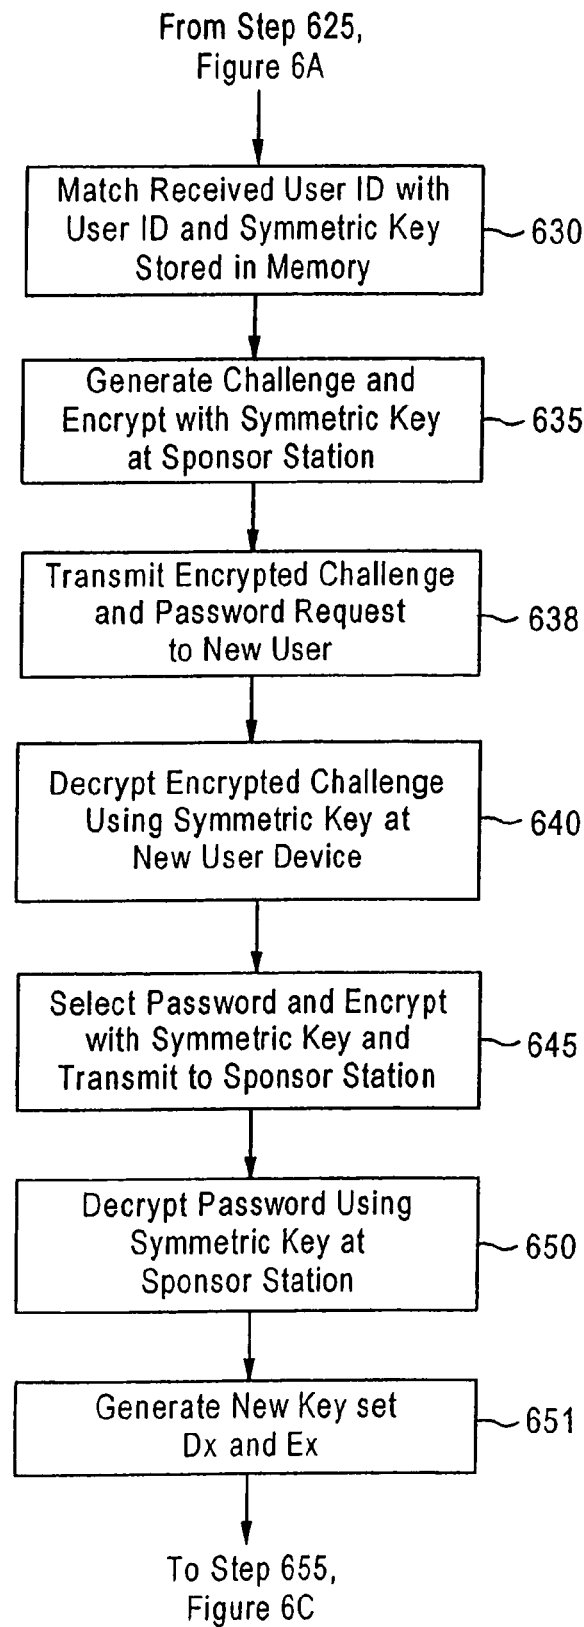 From Step 625,
Figure 6A
Match Received User ID with
User ID and Symmetric Key
Stored in Memory
630
Generate Challenge and
Encrypt with Symmetric Key
at Sponsor Station
635
Transmit Encrypted Challenge
and Password Request
to New User
638
Decrypt Encrypted Challenge
Using Symmetric Key at
New User Device
640
Select Password and Encrypt
with Symmetric Key and
Transmit to Sponsor Station
645
Decrypt Password Using
Symmetric Key at
Sponsor Station
650
Generate New Key set
Dx and Ex
651
To Step 655,
Figure 6C